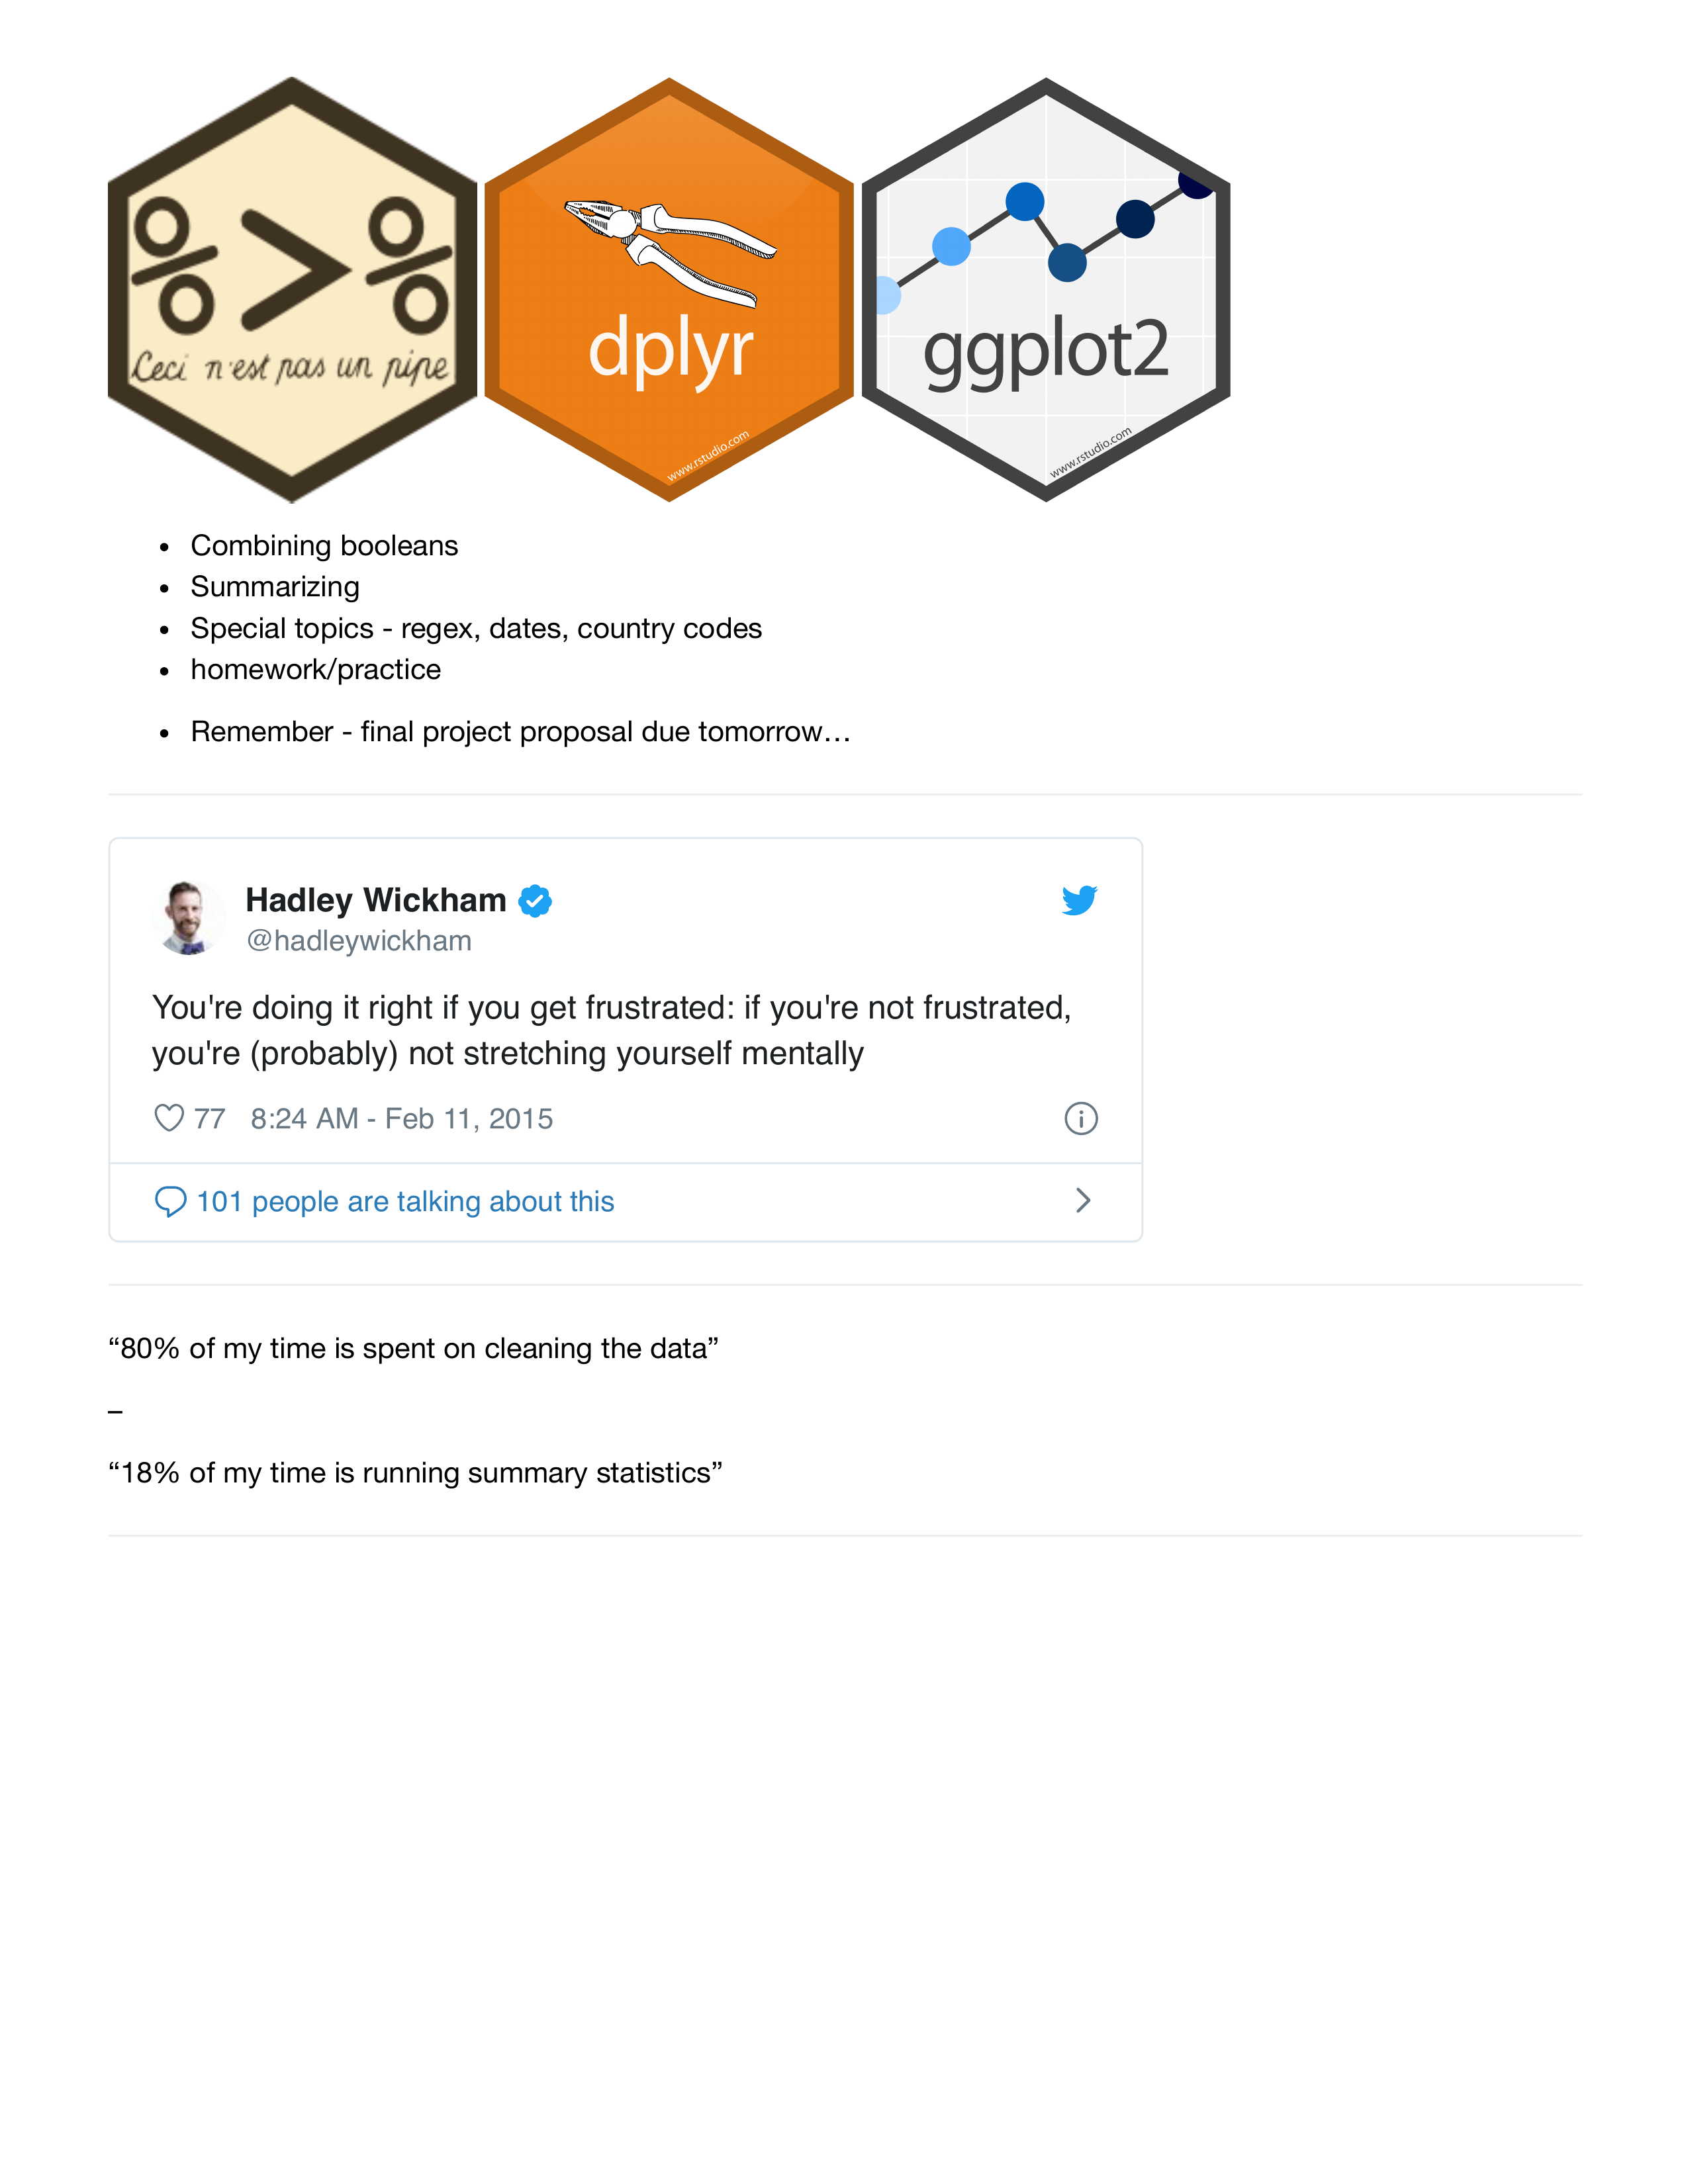 %>%
Ceci n'est pas un pipe
dplyr
www.rstudio.com
ggplot2
www.rstudio.com
• Combining booleans
• Summarizing
• Special topics - regex, dates, country codes
• homework/practice
• Remember - final project proposal due tomorrow…
Hadley Wickham
@hadleywickham
You're doing it right if you get frustrated: if you're not frustrated,
you're (probably) not stretching yourself mentally
77 8:24 AM - Feb 11, 2015
101 people are talking about this
“80% of my time is spent on cleaning the data”
–
“18% of my time is running summary statistics”